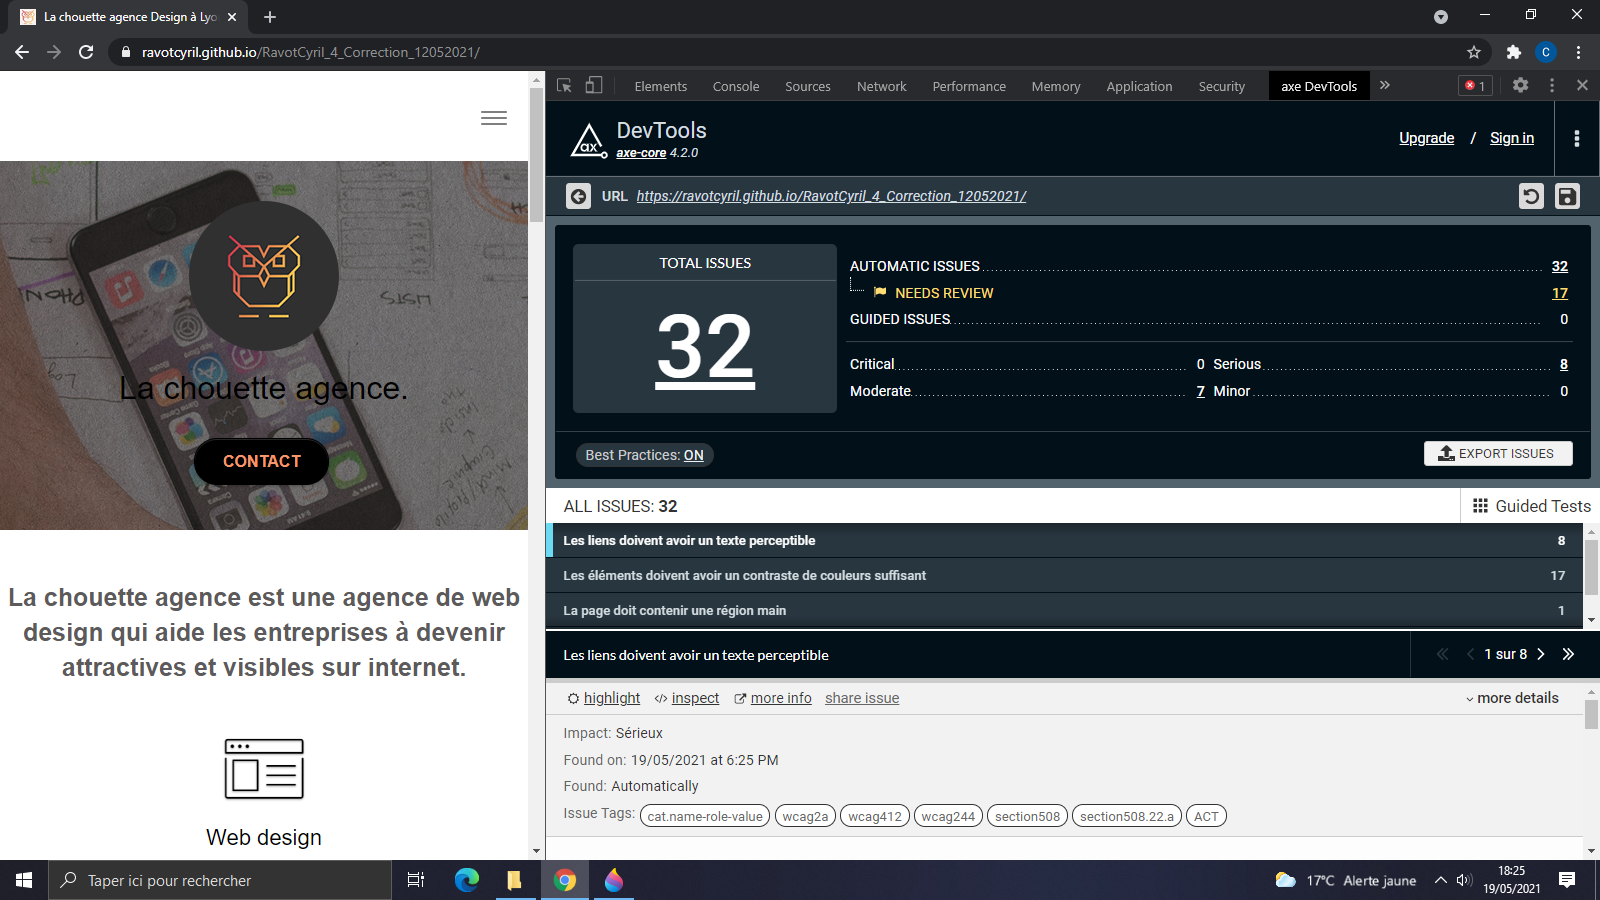 La chouette agence Design à Lyo
ravotcyril.github.io/RavotCyril_4_Correction_12052021/
C
La chouette agence.
CONTACT
La chouette agence est une agence de web
design qui aide les entreprises à devenir
attractives et visibles sur internet.
Web design
Elements Console Sources Network Performance Memory Application Security axe DevTools 1
ax DevTools
axe-core 4.2.0
Upgrade / Sign in
URL https://ravotcyril.github.io/RavotCyril_4_Correction_12052021/
TOTAL ISSUES
32
AUTOMATIC ISSUES 32
NEEDS REVIEW 17
GUIDED ISSUES 0
Critical 0 Serious 8
Moderate 7 Minor 0
Best Practices: ON
EXPORT ISSUES
ALL ISSUES: 32
Guided Tests
Les liens doivent avoir un texte perceptible 8
Les éléments doivent avoir un contraste de couleurs suffisant 17
La page doit contenir une région main 1
Les liens doivent avoir un texte perceptible
1 sur 8
highlight inspect more info share issue more details
Impact: Sérieux
Found on: 19/05/2021 at 6:25 PM
Found: Automatically
Issue Tags: cat.name-role-value wcag2a wcag412 wcag244 section508 section508.22.a ACT
Taper ici pour rechercher
17°C Alerte jaune
18:25
19/05/2021